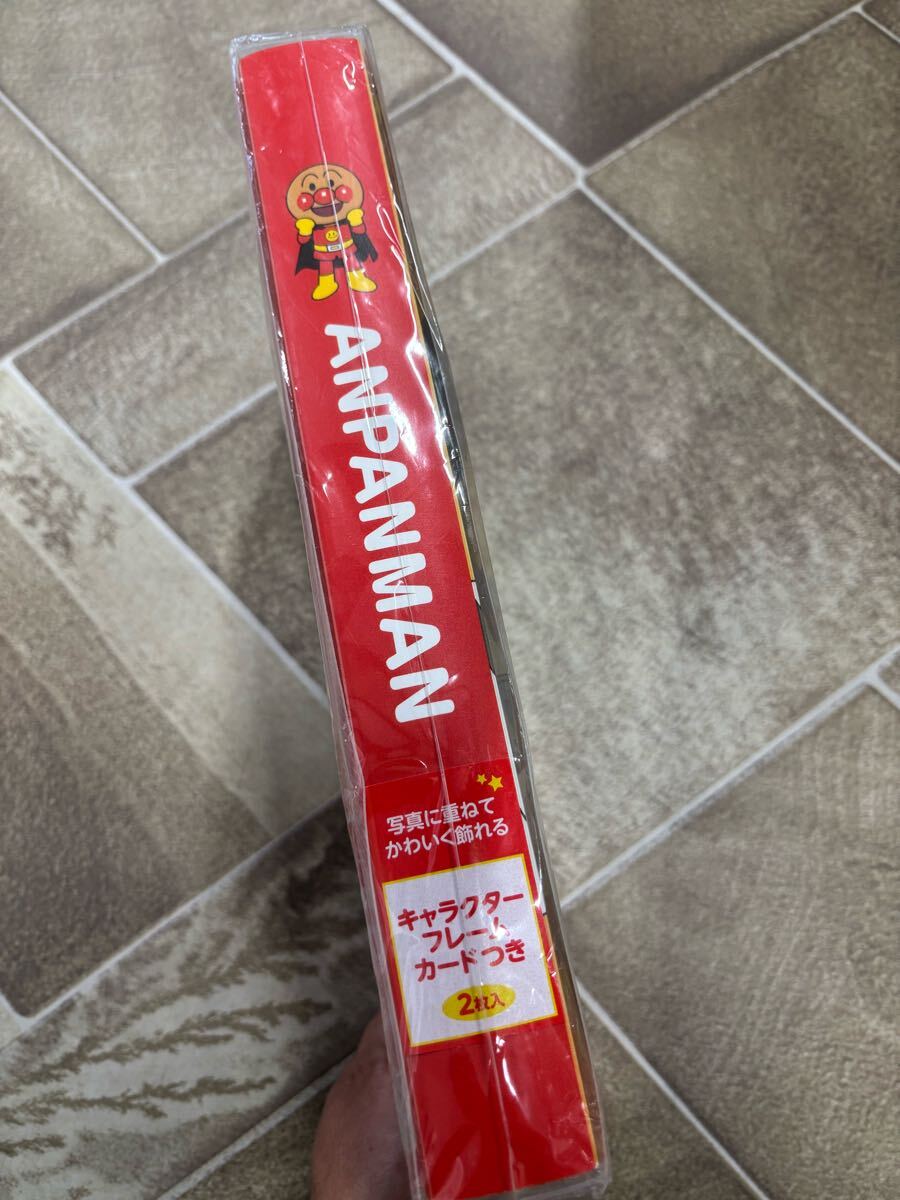 ANPANMAN
写真に重ねて
かわいく飾れる
キャラクター
フレーム
カードつき
2枚入